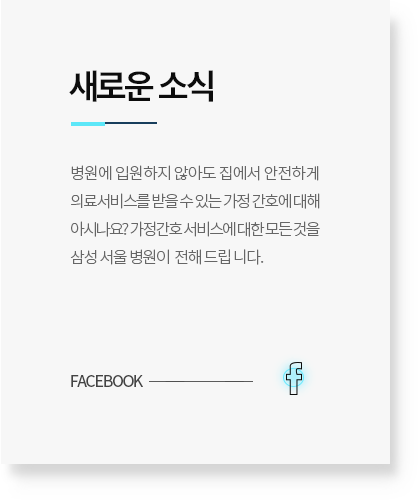 새로운 소식
병원에 입원하지 않아도 집에서 안전하게
의료서비스를 받을 수 있는 가정 간호에 대해
아시나요? 가정간호 서비스에 대한 모든 것을
삼성 서울 병원이 전해 드립니다.
FACEBOOK
f